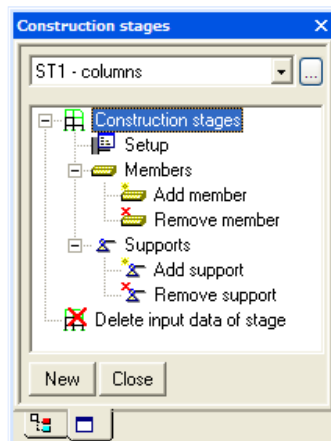 Construction stages
ST1 - columns
...
Construction stages
Setup
Members
Add member
Remove member
Supports
Add support
Remove support
Delete input data of stage
New Close